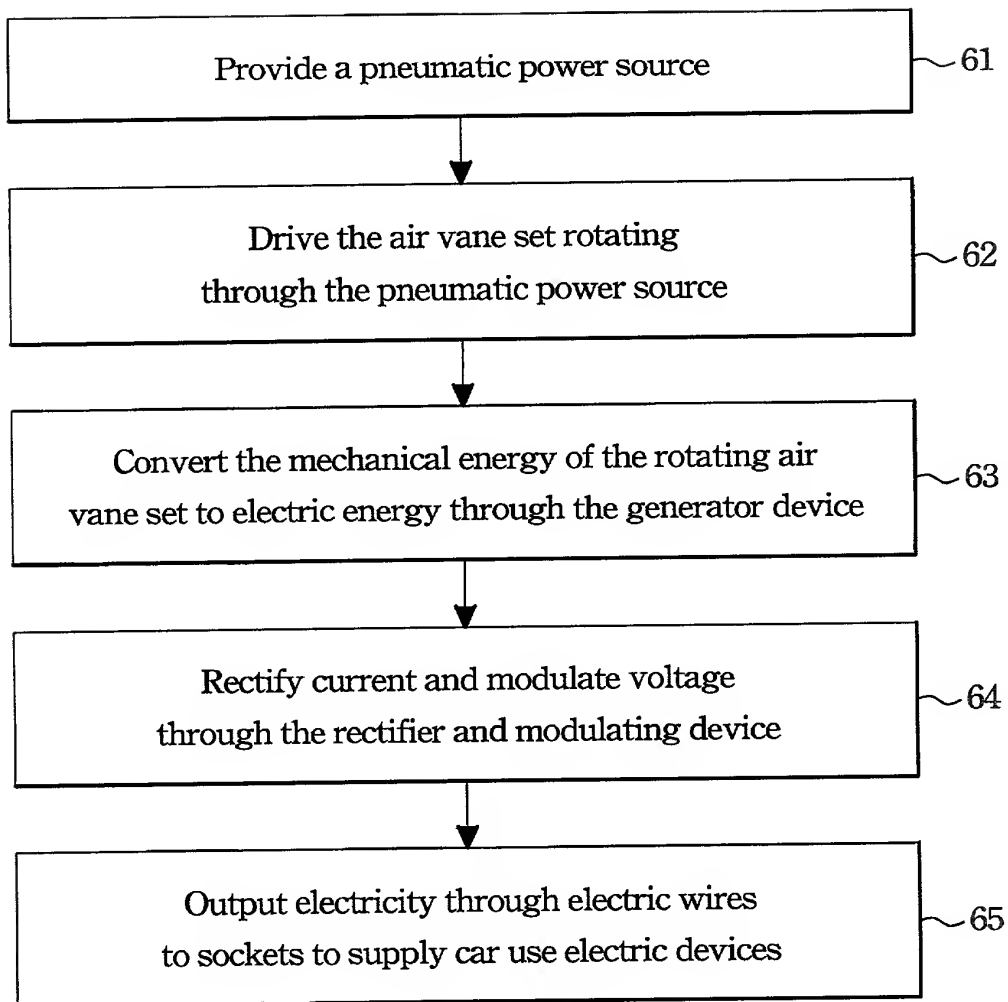 Provide a pneumatic power source
61
Drive the air vane set rotating
through the pneumatic power source
62
Convert the mechanical energy of the rotating air
vane set to electric energy through the generator device
63
Rectify current and modulate voltage
through the rectifier and modulating device
64
Output electricity through electric wires
to sockets to supply car use electric devices
65